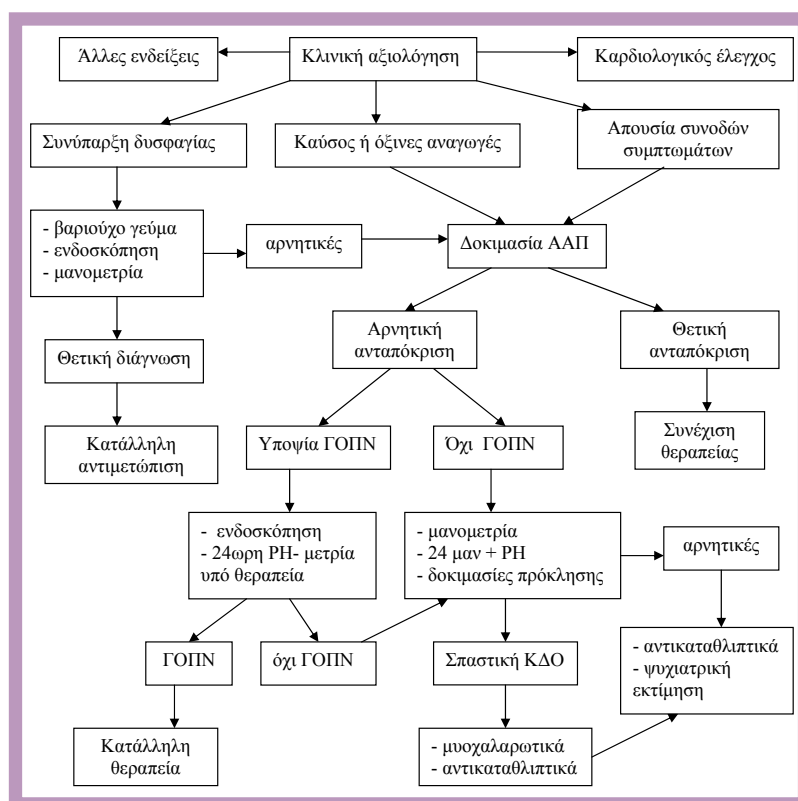 Άλλες ενδείξεις
Κλινική αξιολόγηση
Καρδιολογικός έλεγχος
Συνύπαρξη δυσφαγίας
Καύσος ή όξινες αναγωγές
Απουσία συνοδών
συμπτωμάτων
- βαριούχο γεύμα
- ενδοσκόπηση
- μανομετρία
αρνητικές
Δοκιμασία ΑΑΠ
Αρνητική
ανταπόκριση
Θετική
ανταπόκριση
Θετική διάγνωση
Κατάλληλη
αντιμετώπιση
Υποψία ΓΟΠΝ
Όχι ΓΟΠΝ
Συνέχιση
θεραπείας
- ενδοσκόπηση
- 24ωρη PH- μετρία
υπό θεραπεία
- μανομετρία
- 24 μαν + PH
- δοκιμασίες πρόκλησης
αρνητικές
ΓΟΠΝ
όχι ΓΟΠΝ
Σπαστική ΚΔΟ
- αντικαταθλιπτικά
- ψυχιατρική
εκτίμηση
Κατάλληλη
θεραπεία
- μυοχαλαρωτικά
- αντικαταθλιπτικά